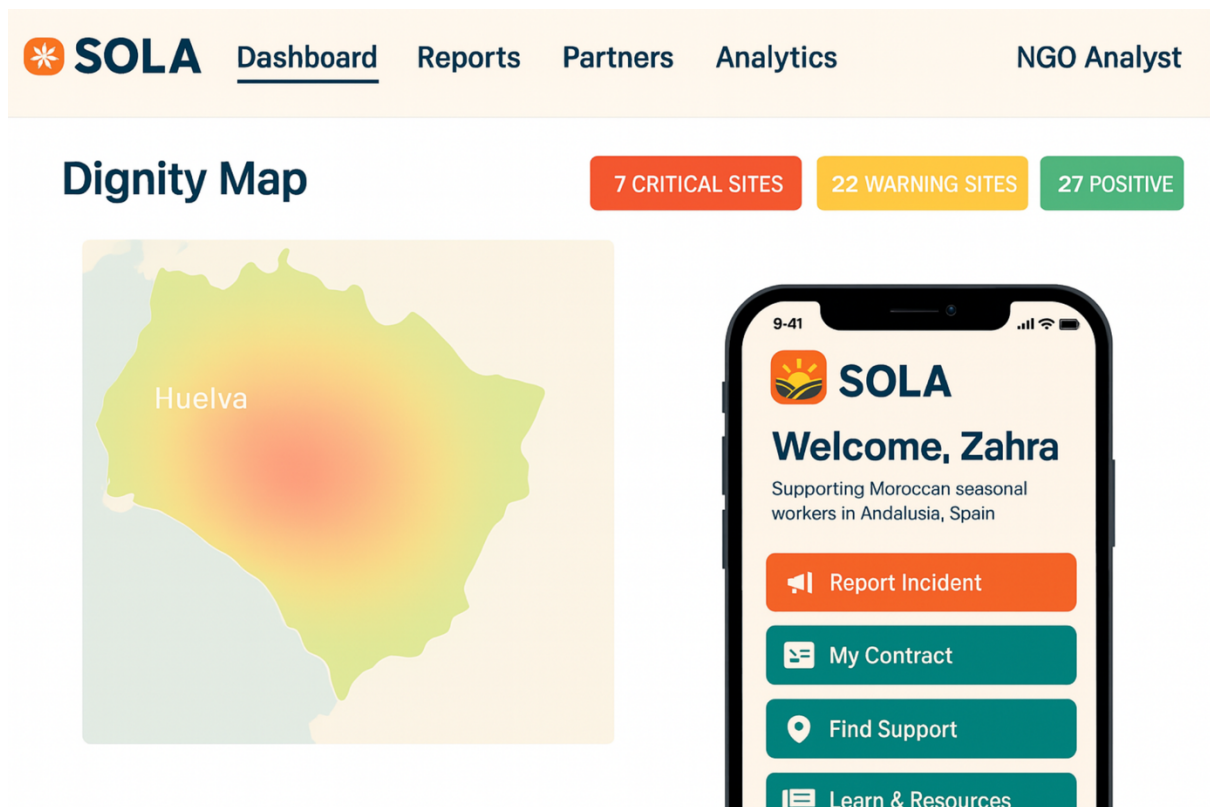 SOLA Dashboard Reports Partners Analytics NGO Analyst
Dignity Map
7 CRITICAL SITES 22 WARNING SITES 27 POSITIVE
Huelva
9-41
SOLA
Welcome, Zahra
Supporting Moroccan seasonal
workers in Andalusia, Spain
Report Incident
My Contract
Find Support
Learn & Resources